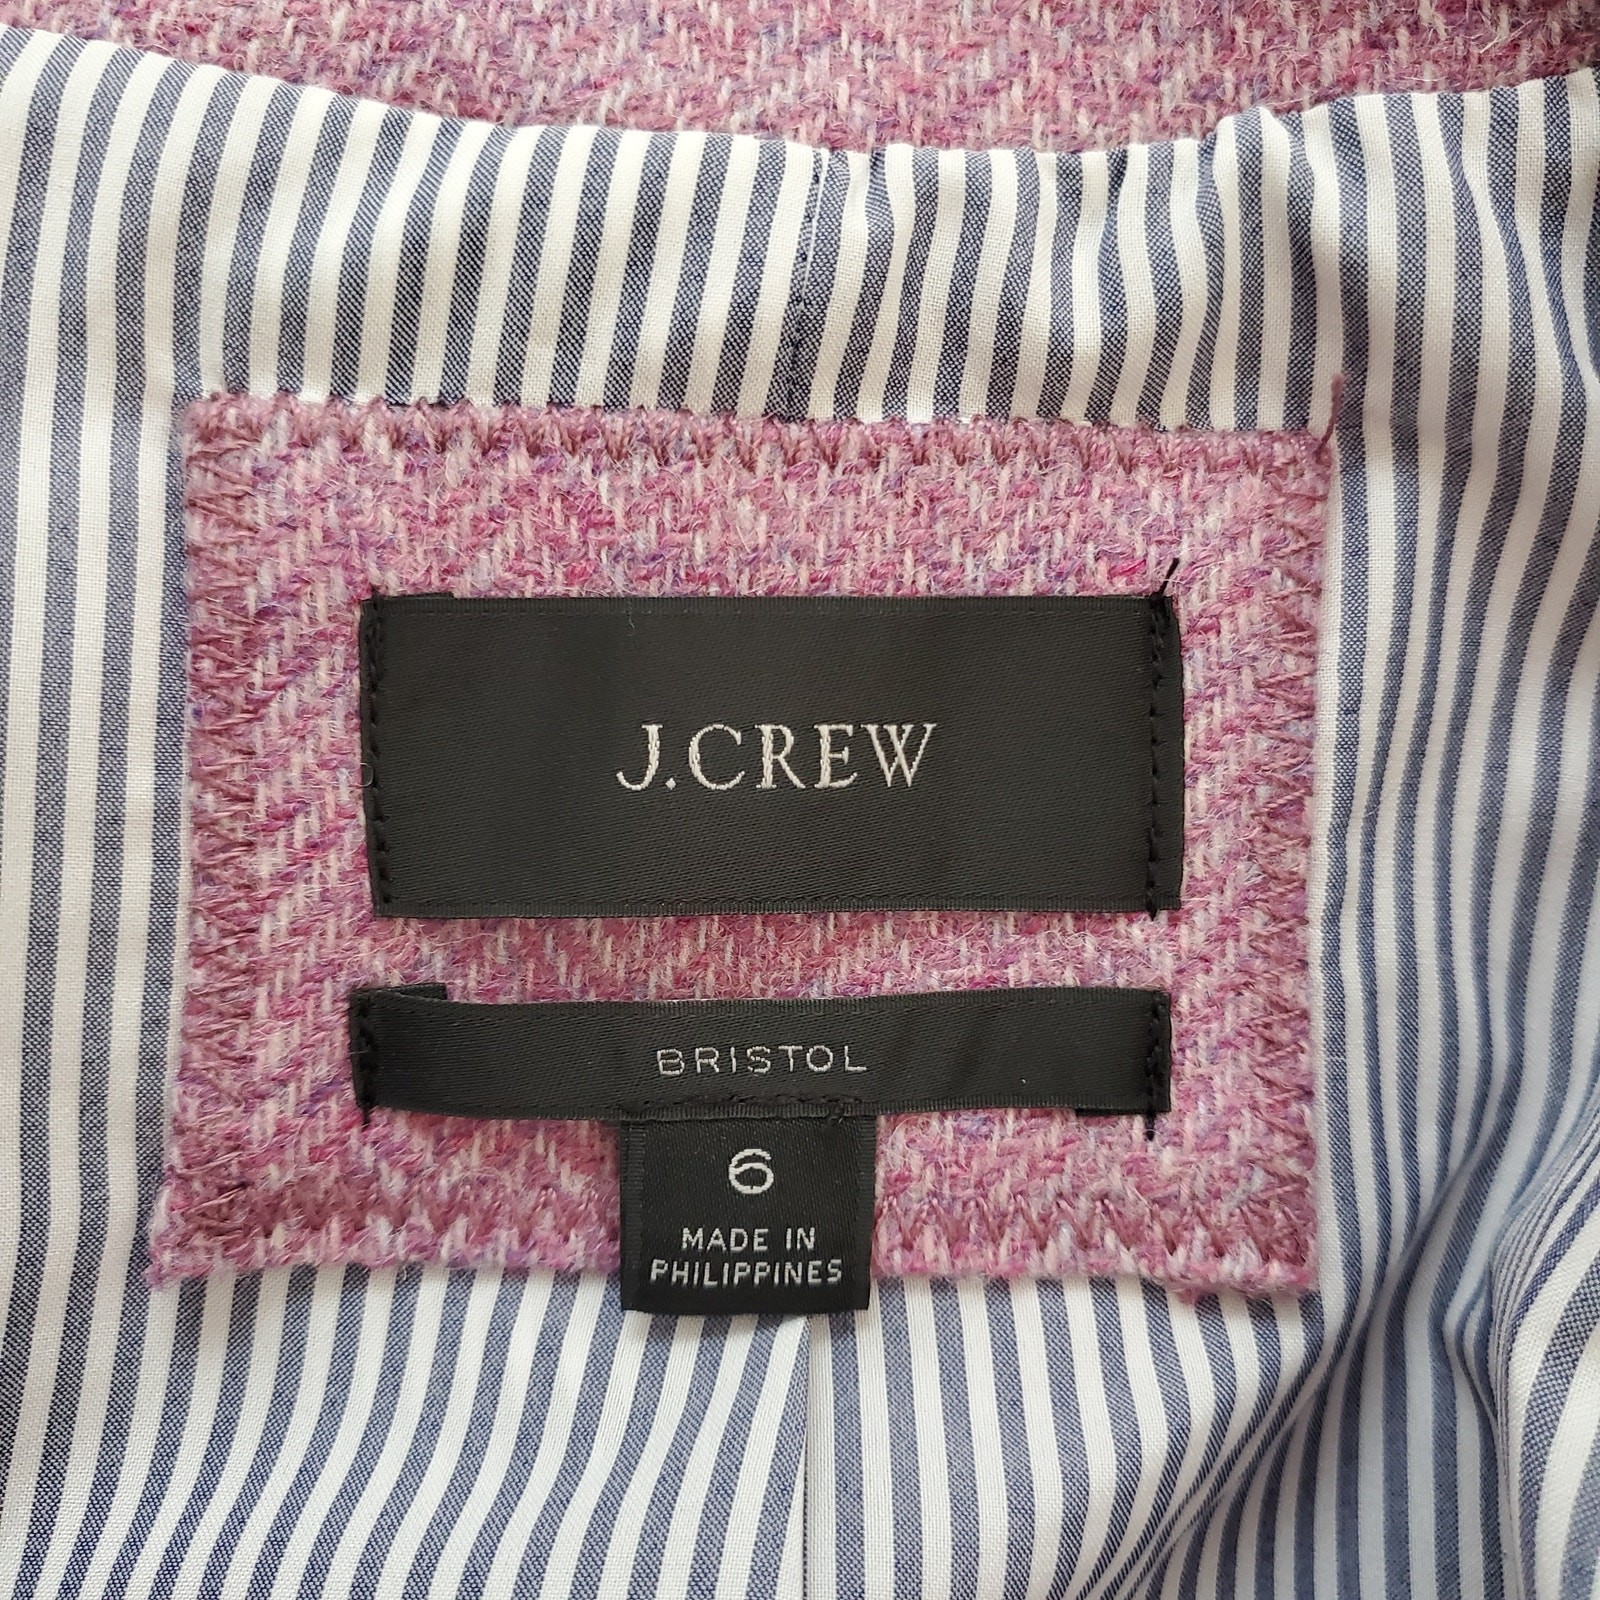 J.CREW
BRISTOL
6
MADE IN
PHILIPPINES